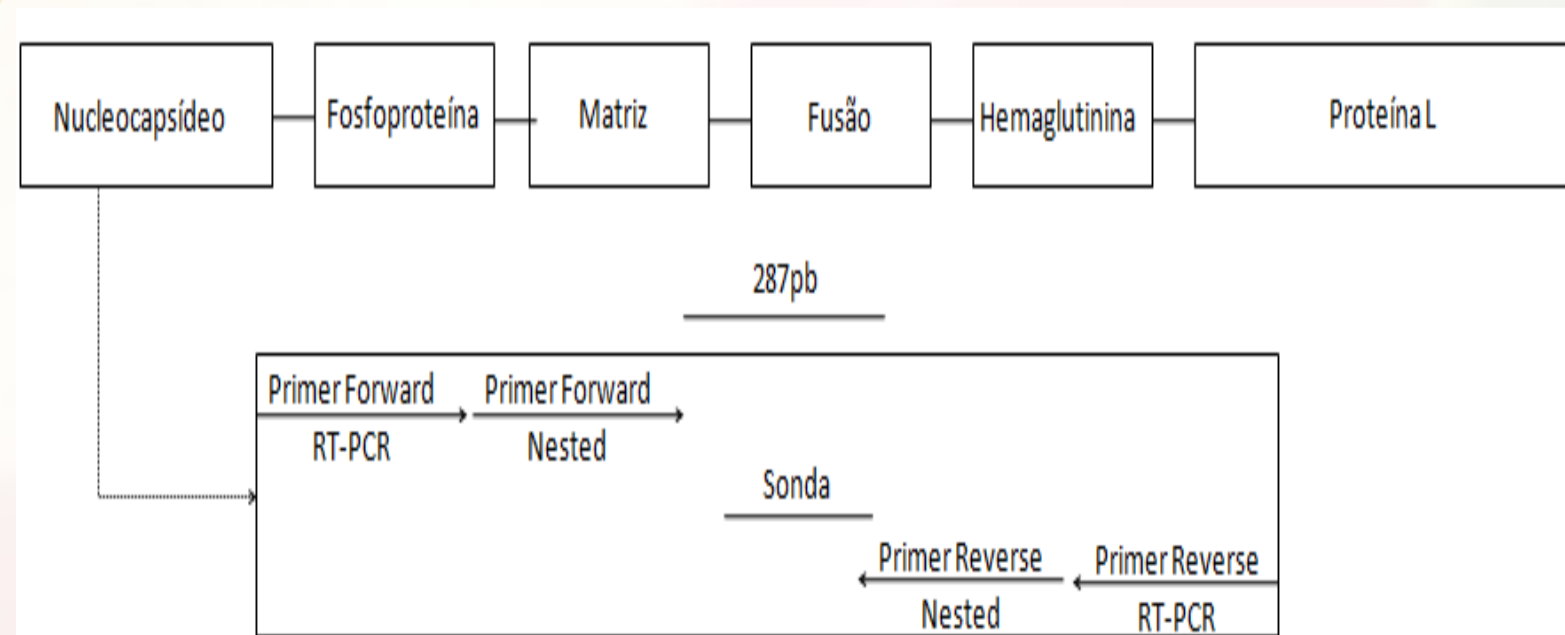 Nucleocapsídeo
Fosfoproteína
Matriz
Fusão
Hemaglutinina
Proteína L
287pb
Primer Forward
RT-PCR
Primer Forward
Nested
Sonda
Primer Reverse
Nested
Primer Reverse
RT-PCR